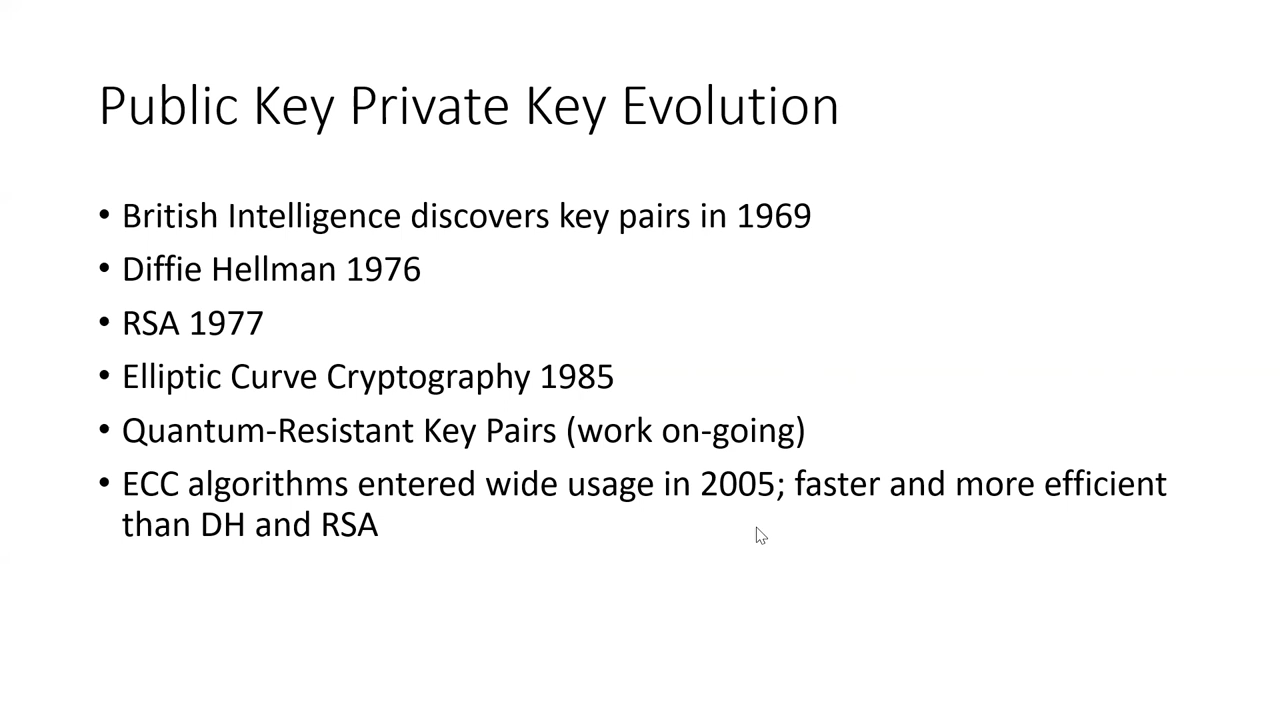 Public Key Private Key Evolution
• British Intelligence discovers key pairs in 1969
• Diffie Hellman 1976
• RSA 1977
• Elliptic Curve Cryptography 1985
• Quantum-Resistant Key Pairs (work on-going)
• ECC algorithms entered wide usage in 2005; faster and more efficient
than DH and RSA